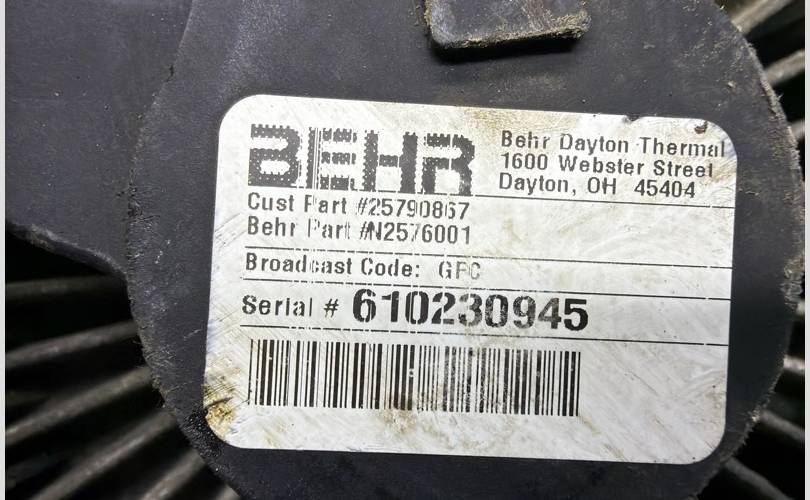 BEHR
Behr Dayton Thermal
1600 Webster Street
Dayton, OH 45404
Cust Part #25790867
Behr Part #N2576001
Broadcast Code: GFC
Serial # 610230945